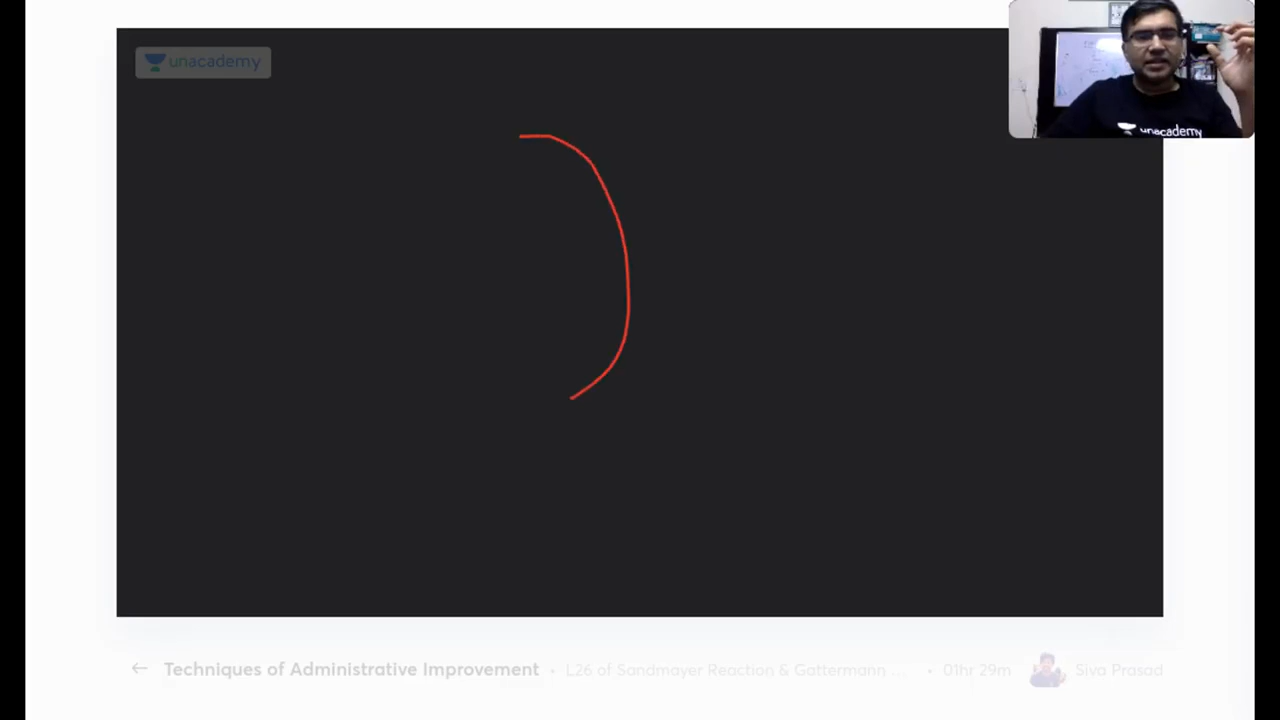 unacademy
unacademy
← Techniques of Administrative Improvement • L26 of Sandmayer Reaction & Gattermann ... • 01hr 29m Siva Prasad